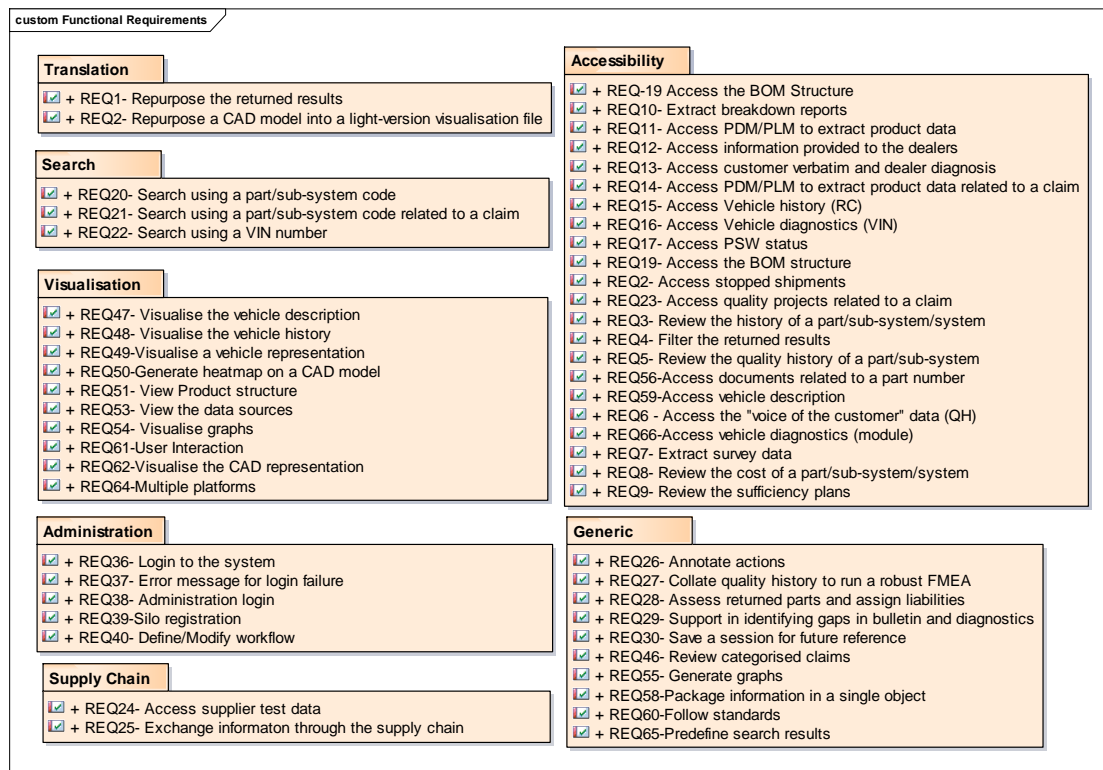 custom Functional Requirements
Translation
+ REQ1- Repurpose the returned results
+ REQ2- Repurpose a CAD model into a light-version visualisation file
Search
+ REQ20- Search using a part/sub-system code
+ REQ21- Search using a part/sub-system code related to a claim
+ REQ22- Search using a VIN number
Visualisation
+ REQ47- Visualise the vehicle description
+ REQ48- Visualise the vehicle history
+ REQ49-Visualise a vehicle representation
+ REQ50-Generate heatmap on a CAD model
+ REQ51- View Product structure
+ REQ53- View the data sources
+ REQ54- Visualise graphs
+ REQ61-User Interaction
+ REQ62-Visualise the CAD representation
+ REQ64-Multiple platforms
Administration
+ REQ36- Login to the system
+ REQ37- Error message for login failure
+ REQ38- Administration login
+ REQ39-Silo registration
+ REQ40- Define/Modify workflow
Supply Chain
+ REQ24- Access supplier test data
+ REQ25- Exchange informaton through the supply chain
Accessibility
+ REQ-19 Access the BOM Structure
+ REQ10- Extract breakdown reports
+ REQ11- Access PDM/PLM to extract product data
+ REQ12- Access information provided to the dealers
+ REQ13- Access customer verbatim and dealer diagnosis
+ REQ14- Access PDM/PLM to extract product data related to a claim
+ REQ15- Access Vehicle history (RC)
+ REQ16- Access Vehicle diagnostics (VIN)
+ REQ17- Access PSW status
+ REQ19- Access the BOM structure
+ REQ2- Access stopped shipments
+ REQ23- Access quality projects related to a claim
+ REQ3- Review the history of a part/sub-system/system
+ REQ4- Filter the returned results
+ REQ5- Review the quality history of a part/sub-system
+ REQ56-Access documents related to a part number
+ REQ59-Access vehicle description
+ REQ6 - Access the "voice of the customer" data (QH)
+ REQ66-Access vehicle diagnostics (module)
+ REQ7- Extract survey data
+ REQ8- Review the cost of a part/sub-system/system
+ REQ9- Review the sufficiency plans
Generic
+ REQ26- Annotate actions
+ REQ27- Collate quality history to run a robust FMEA
+ REQ28- Assess returned parts and assign liabilities
+ REQ29- Support in identifying gaps in bulletin and diagnostics
+ REQ30- Save a session for future reference
+ REQ46- Review categorised claims
+ REQ55- Generate graphs
+ REQ58-Package information in a single object
+ REQ60-Follow standards
+ REQ65-Predefine search results